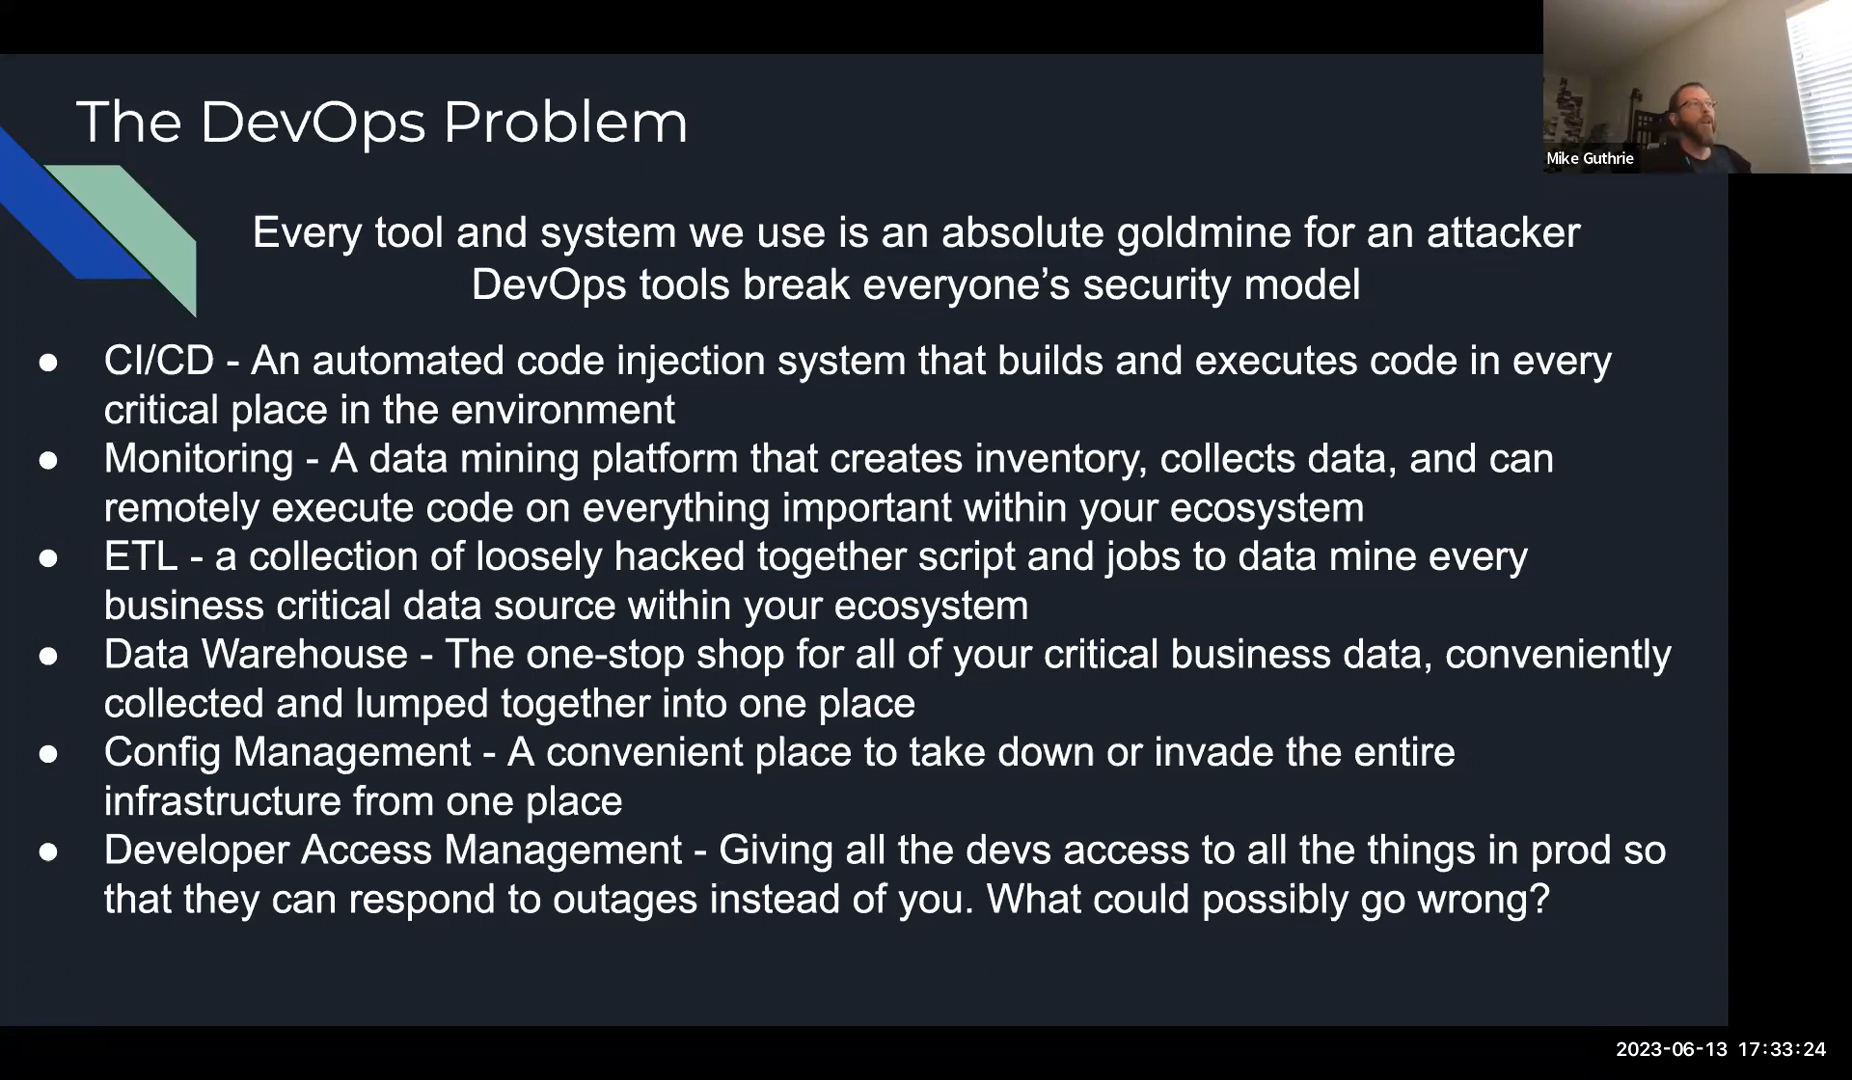 The DevOps Problem
Mike Guthrie
Every tool and system we use is an absolute goldmine for an attacker
DevOps tools break everyone’s security model
● CI/CD - An automated code injection system that builds and executes code in every
critical place in the environment
● Monitoring - A data mining platform that creates inventory, collects data, and can
remotely execute code on everything important within your ecosystem
● ETL - a collection of loosely hacked together script and jobs to data mine every
business critical data source within your ecosystem
● Data Warehouse - The one-stop shop for all of your critical business data, conveniently
collected and lumped together into one place
● Config Management - A convenient place to take down or invade the entire
infrastructure from one place
● Developer Access Management - Giving all the devs access to all the things in prod so
that they can respond to outages instead of you. What could possibly go wrong?
2023-06-13 17:33:24